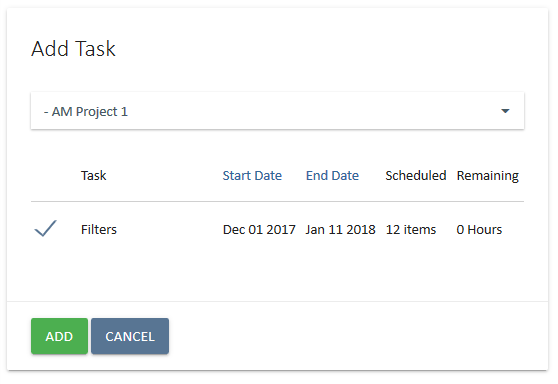 Add Task
- AM Project 1
Task Start Date End Date Scheduled Remaining
Filters Dec 01 2017 Jan 11 2018 12 items 0 Hours
ADD CANCEL